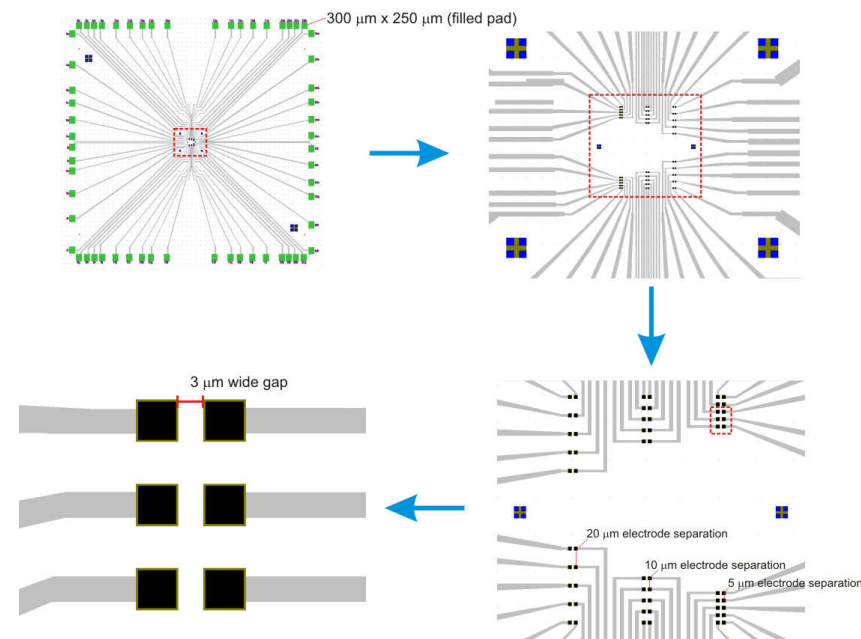 300 μm x 250 μm (filled pad)
3 μm wide gap
20 μm electrode separation
10 μm electrode separation
5 μm electrode separation